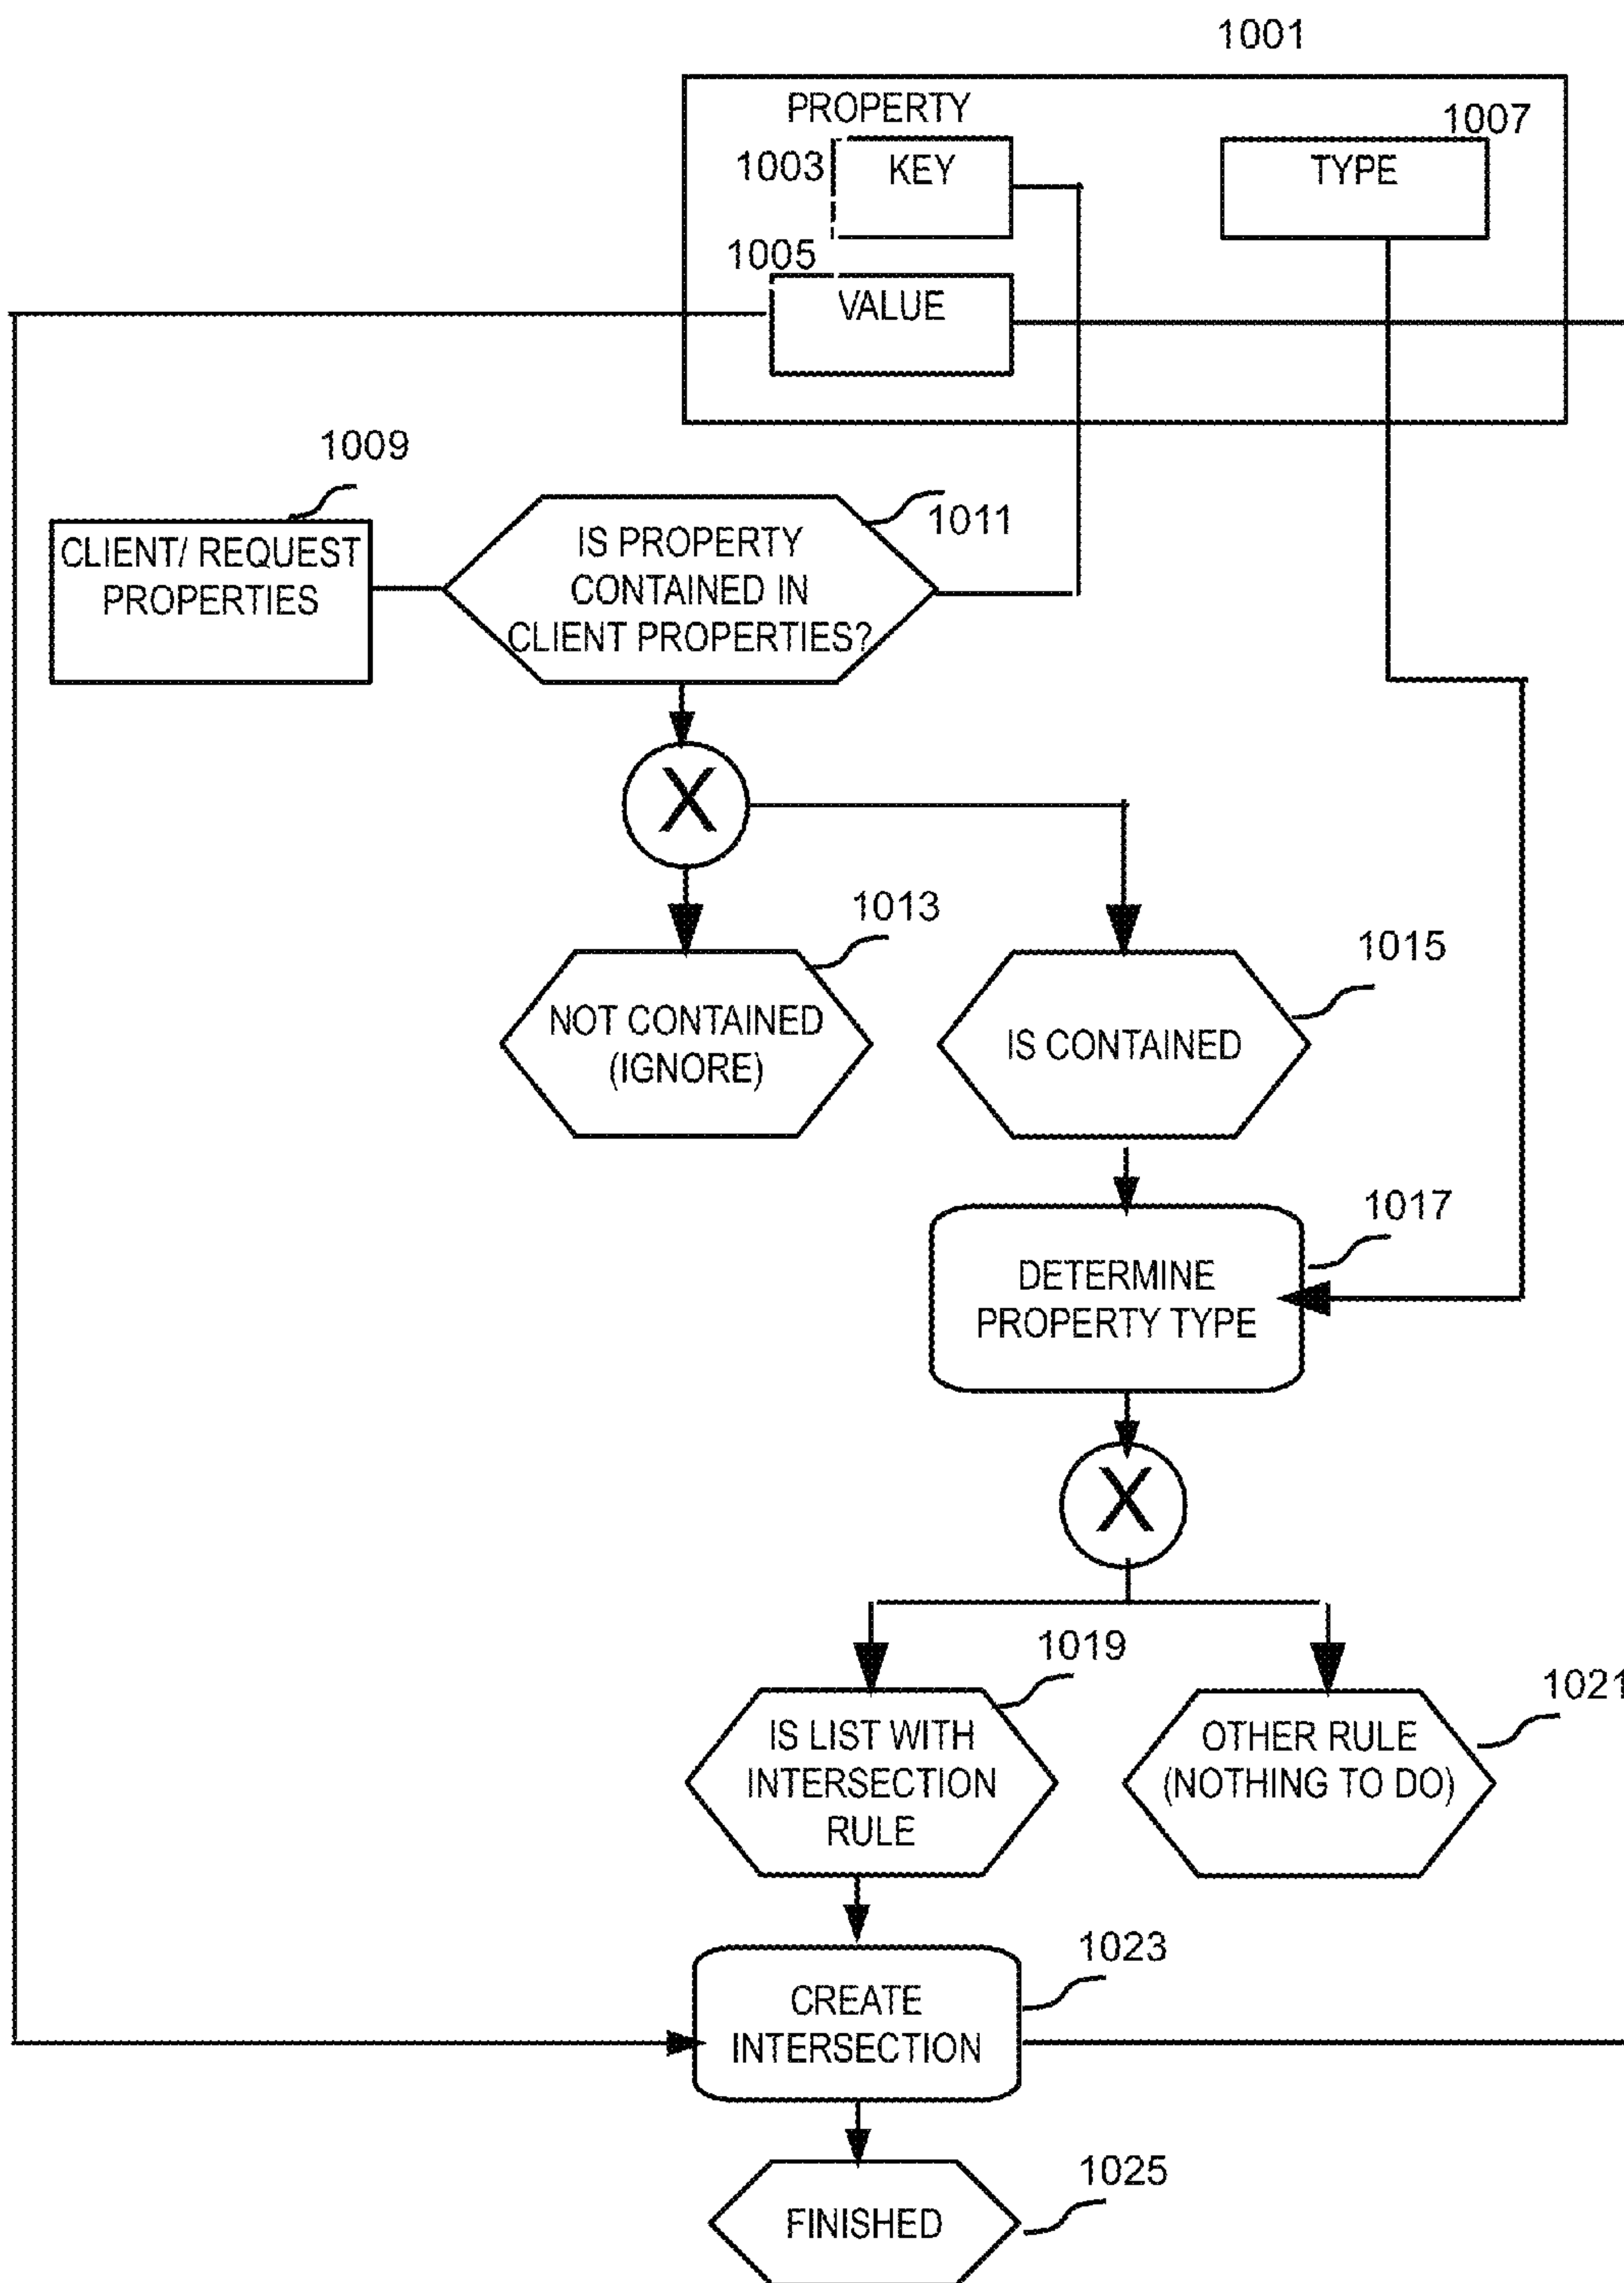 1001
PROPERTY
1007
1003
KEY
TYPE
1005
VALUE
1009
1011
CLIENT/ REQUEST
PROPERTIES
IS PROPERTY
CONTAINED IN
CLIENT PROPERTIES?
X
1013
1015
NOT CONTAINED
(IGNORE)
IS CONTAINED
1017
DETERMINE
PROPERTY TYPE
X
1019
1021
IS LIST WITH
INTERSECTION
RULE
OTHER RULE
(NOTHING TO DO)
1023
CREATE
INTERSECTION
1025
FINISHED